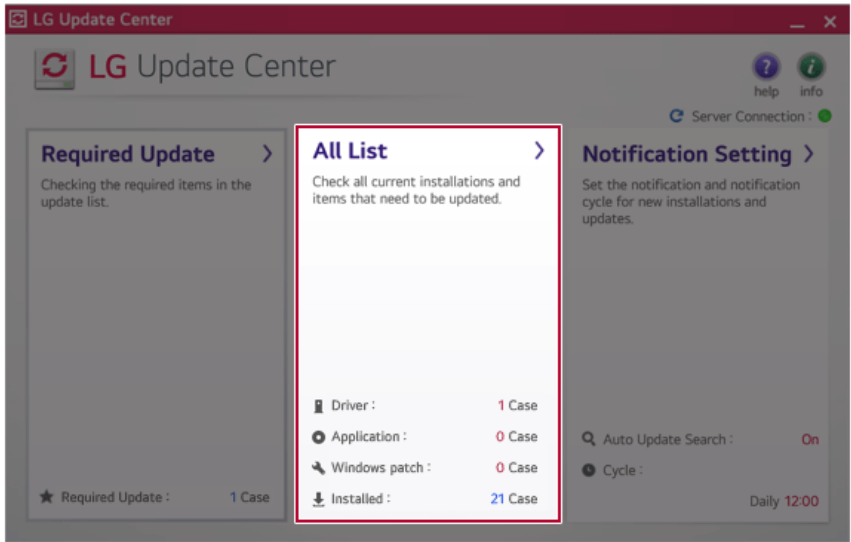 LG Update Center
LG Update Center
help
info
Server Connection :
Required Update
Checking the required items in the
update list.
Required Update : 1 Case
All List
Check all current installations and
items that need to be updated.
Driver : 1 Case
Application : 0 Case
Windows patch : 0 Case
Installed : 21 Case
Notification Setting
Set the notification and notification
cycle for new installations and
updates.
Auto Update Search : On
Cycle :
Daily 12:00